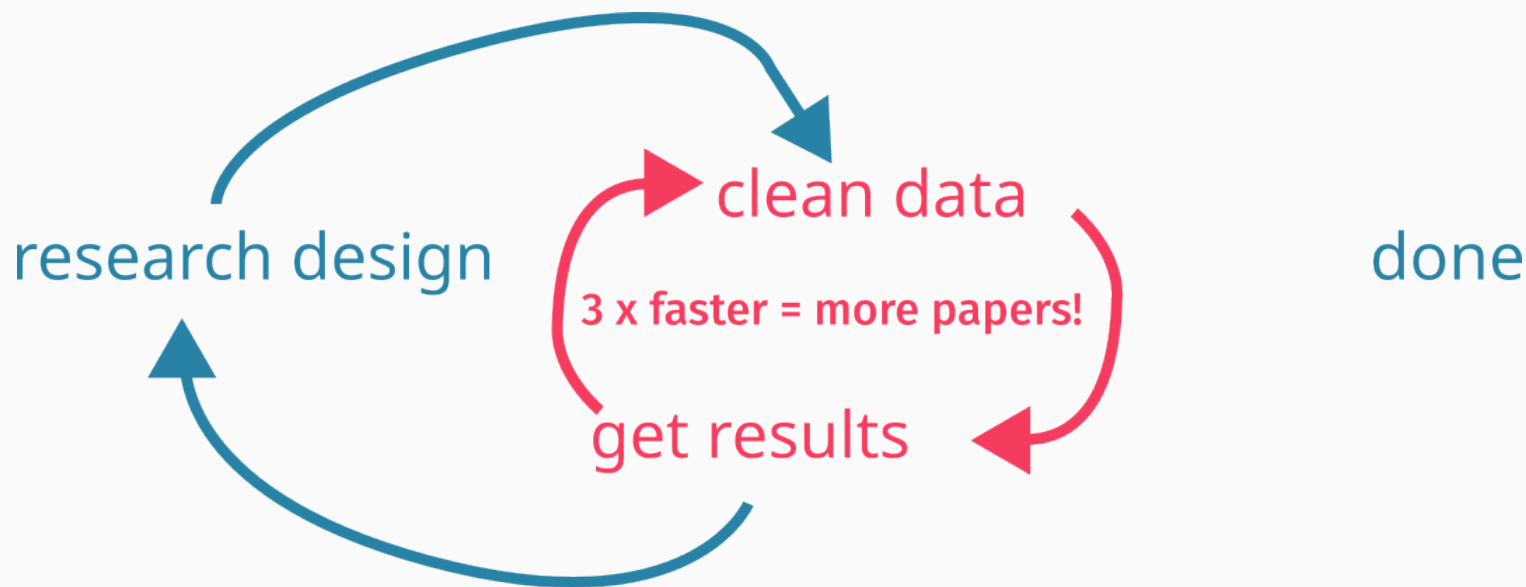 clean data
research design
done
3 x faster = more papers!
get results